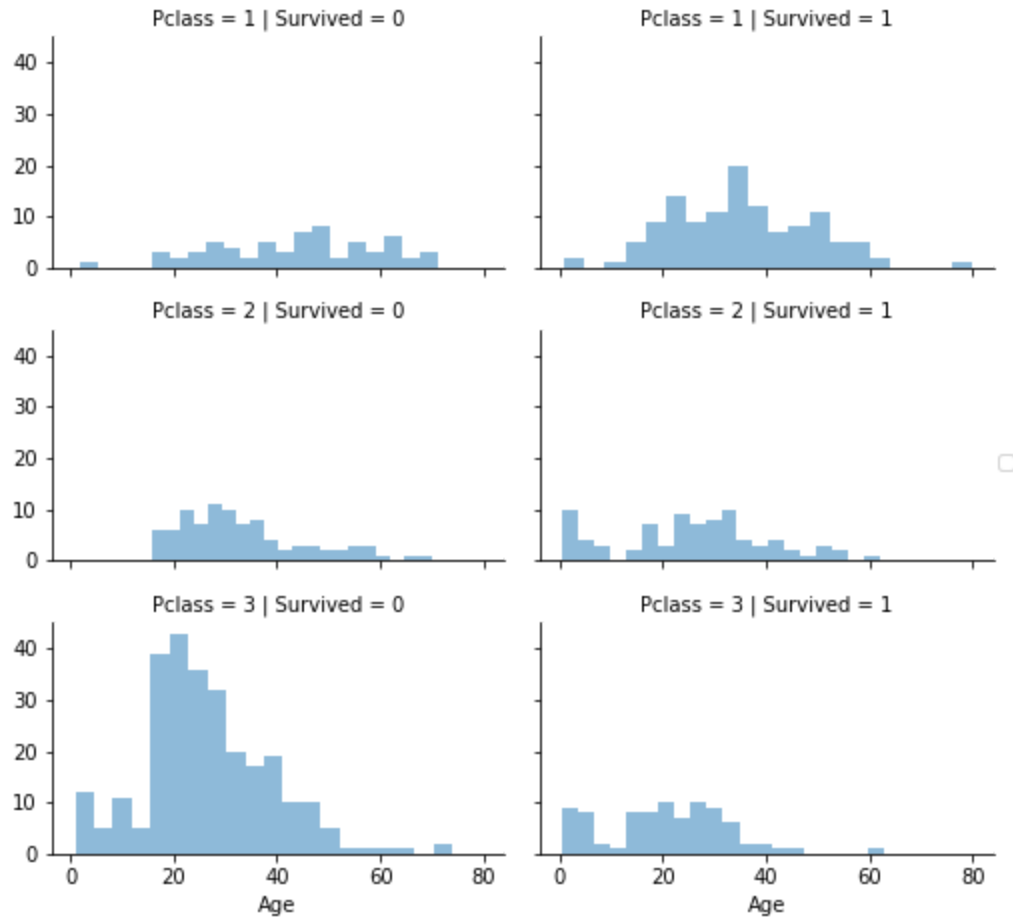 Pclass = 1 | Survived = 0
Pclass = 1 | Survived = 1
40
30
20
10
0
Pclass = 2 | Survived = 0
Pclass = 2 | Survived = 1
40
30
20
10
0
0 20 40 60 80
Pclass = 3 | Survived = 0
Pclass = 3 | Survived = 1
40
30
20
10
0
0 20 40 60 80
Age
Age